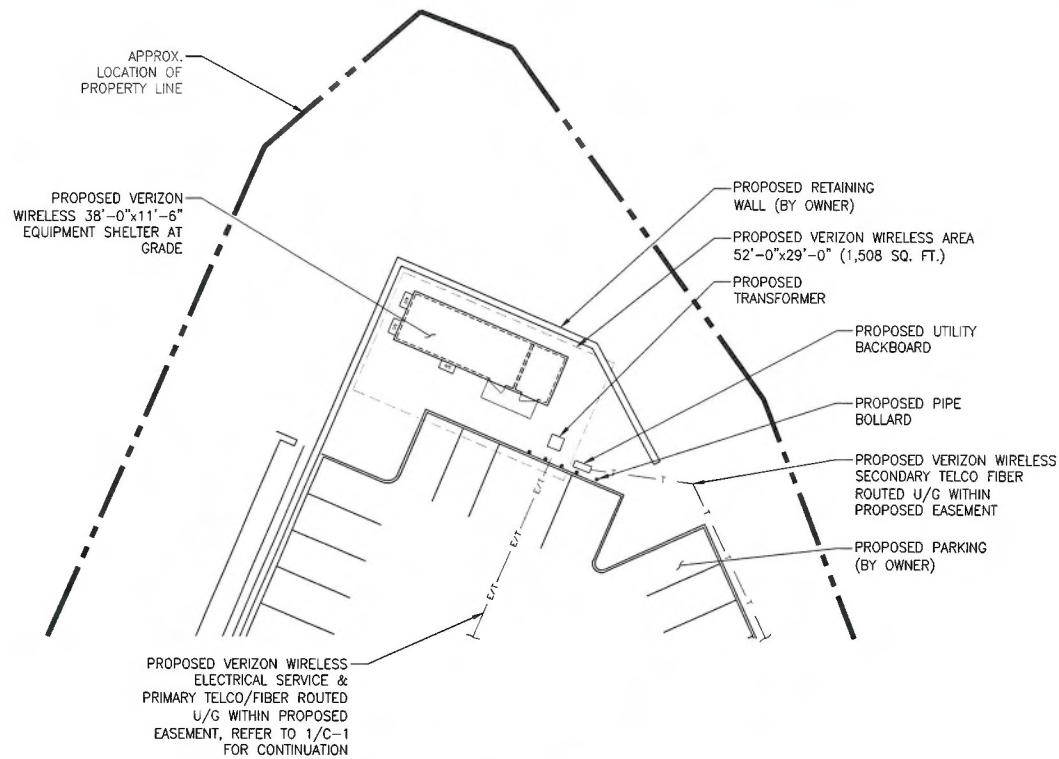 APPROX.
LOCATION OF
PROPERTY LINE
PROPOSED VERIZON
WIRELESS 38'-0"x11'-6"
EQUIPMENT SHELTER AT
GRADE
PROPOSED RETAINING
WALL (BY OWNER)
PROPOSED VERIZON WIRELESS AREA
52'-0"x29'-0" (1,508 SQ. FT.)
PROPOSED
TRANSFORMER
PROPOSED UTILITY
BACKBOARD
PROPOSED PIPE
BOLLARD
PROPOSED VERIZON WIRELESS
SECONDARY TELCO FIBER
ROUTED U/G WITHIN
PROPOSED EASEMENT
PROPOSED PARKING
(BY OWNER)
E/T
E/T
E/T
T
T
T
T
PROPOSED VERIZON WIRELESS
ELECTRICAL SERVICE &
PRIMARY TELCO/FIBER ROUTED
U/G WITHIN PROPOSED
EASEMENT, REFER TO 1/C-1
FOR CONTINUATION